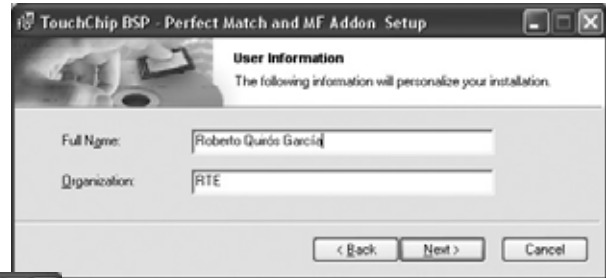 TouchChip BSP - Perfect Match and MF Addon Setup
User Information
The following information will personalize your installation.
Full Name:
Roberto Quirós García
Organization:
RTE
< Back
Next >
Cancel